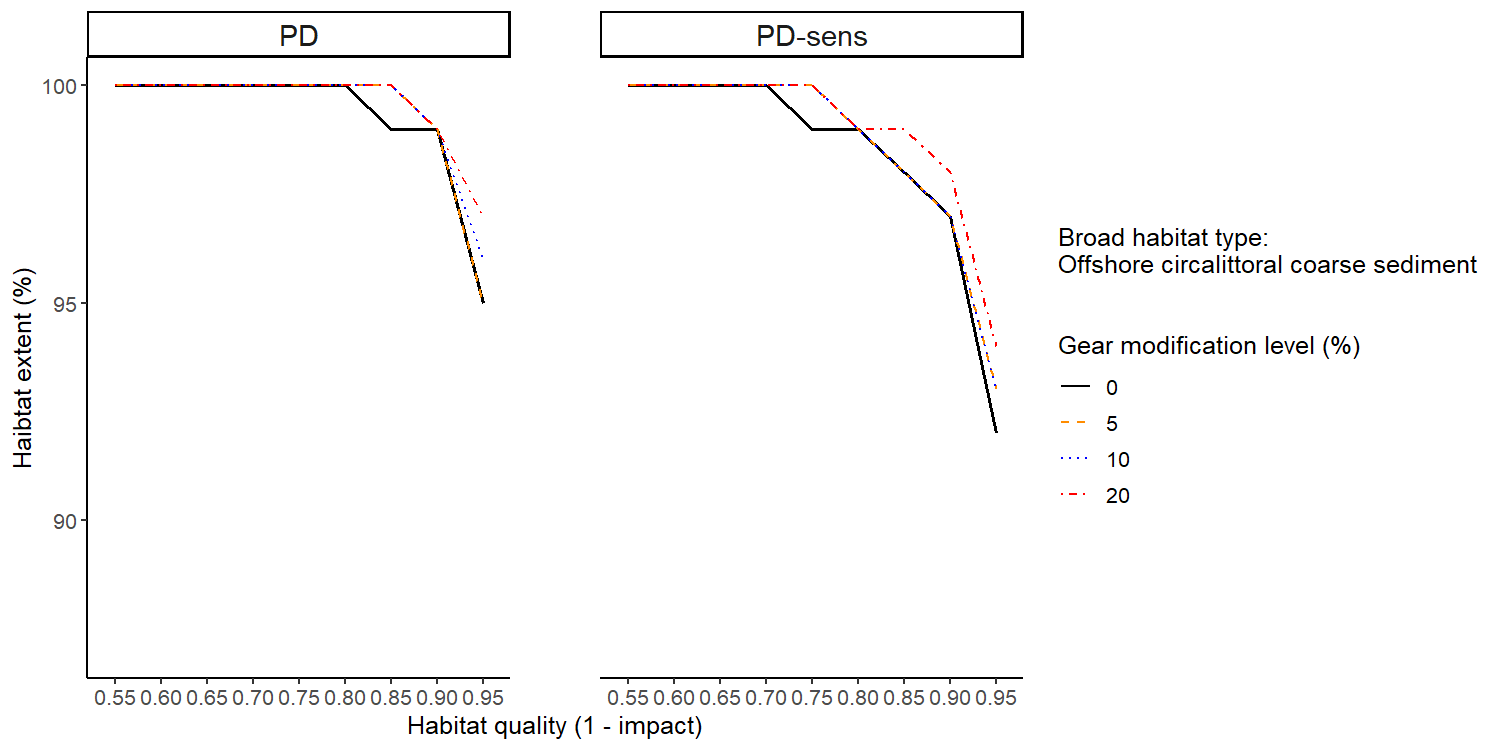 PD
PD-sens
100
95
90
Haibtat extent (%)
0.55 0.60 0.65 0.70 0.75 0.80 0.85 0.90 0.95
0.55 0.60 0.65 0.70 0.75 0.80 0.85 0.90 0.95
Habitat quality (1 - impact)
Broad habitat type:
Offshore circalittoral coarse sediment
Gear modification level (%)
0
5
10
20